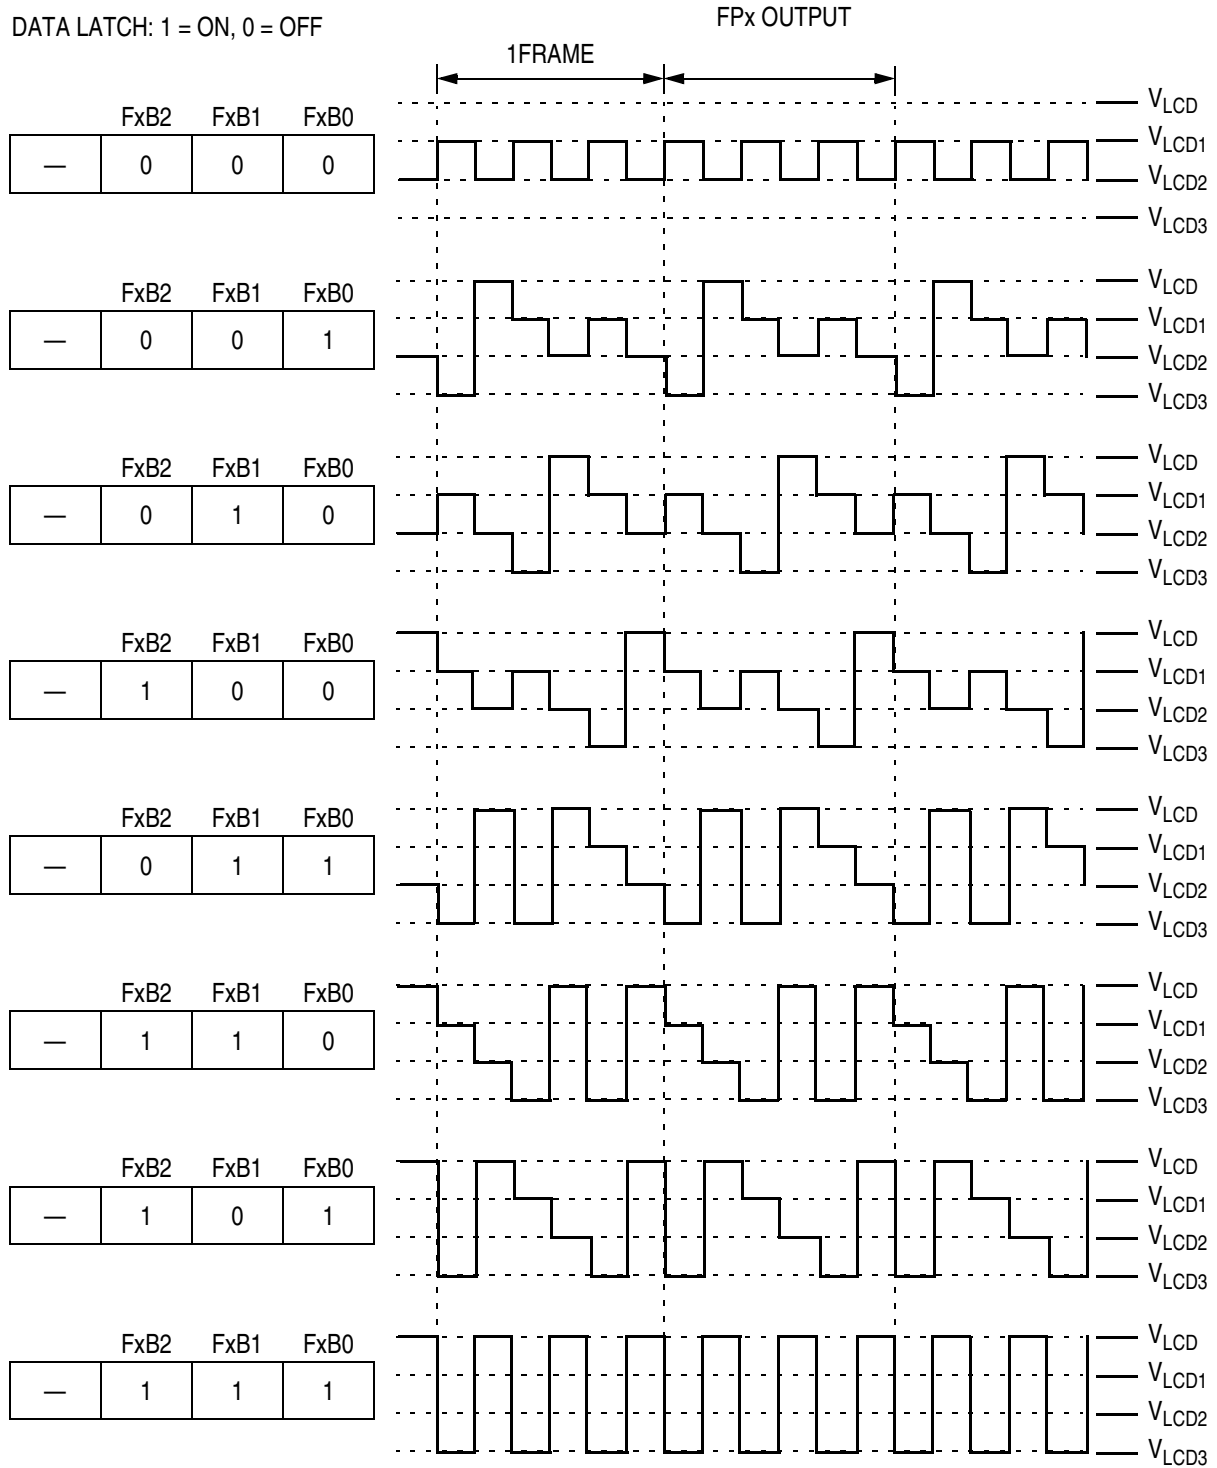 FPx OUTPUT
DATA LATCH: 1 = ON, 0 = OFF
1FRAME
FxB2 FxB1 FxB0
— 0 0 0
VLCD
VLCD1
VLCD2
VLCD3
FxB2 FxB1 FxB0
— 0 0 1
VLCD
VLCD1
VLCD2
VLCD3
FxB2 FxB1 FxB0
— 0 1 0
VLCD
VLCD1
VLCD2
VLCD3
FxB2 FxB1 FxB0
— 1 0 0
VLCD
VLCD1
VLCD2
VLCD3
FxB2 FxB1 FxB0
— 0 1 1
VLCD
VLCD1
VLCD2
VLCD3
FxB2 FxB1 FxB0
— 1 1 0
VLCD
VLCD1
VLCD2
VLCD3
FxB2 FxB1 FxB0
— 1 0 1
VLCD
VLCD1
VLCD2
VLCD3
FxB2 FxB1 FxB0
— 1 1 1
VLCD
VLCD1
VLCD2
VLCD3